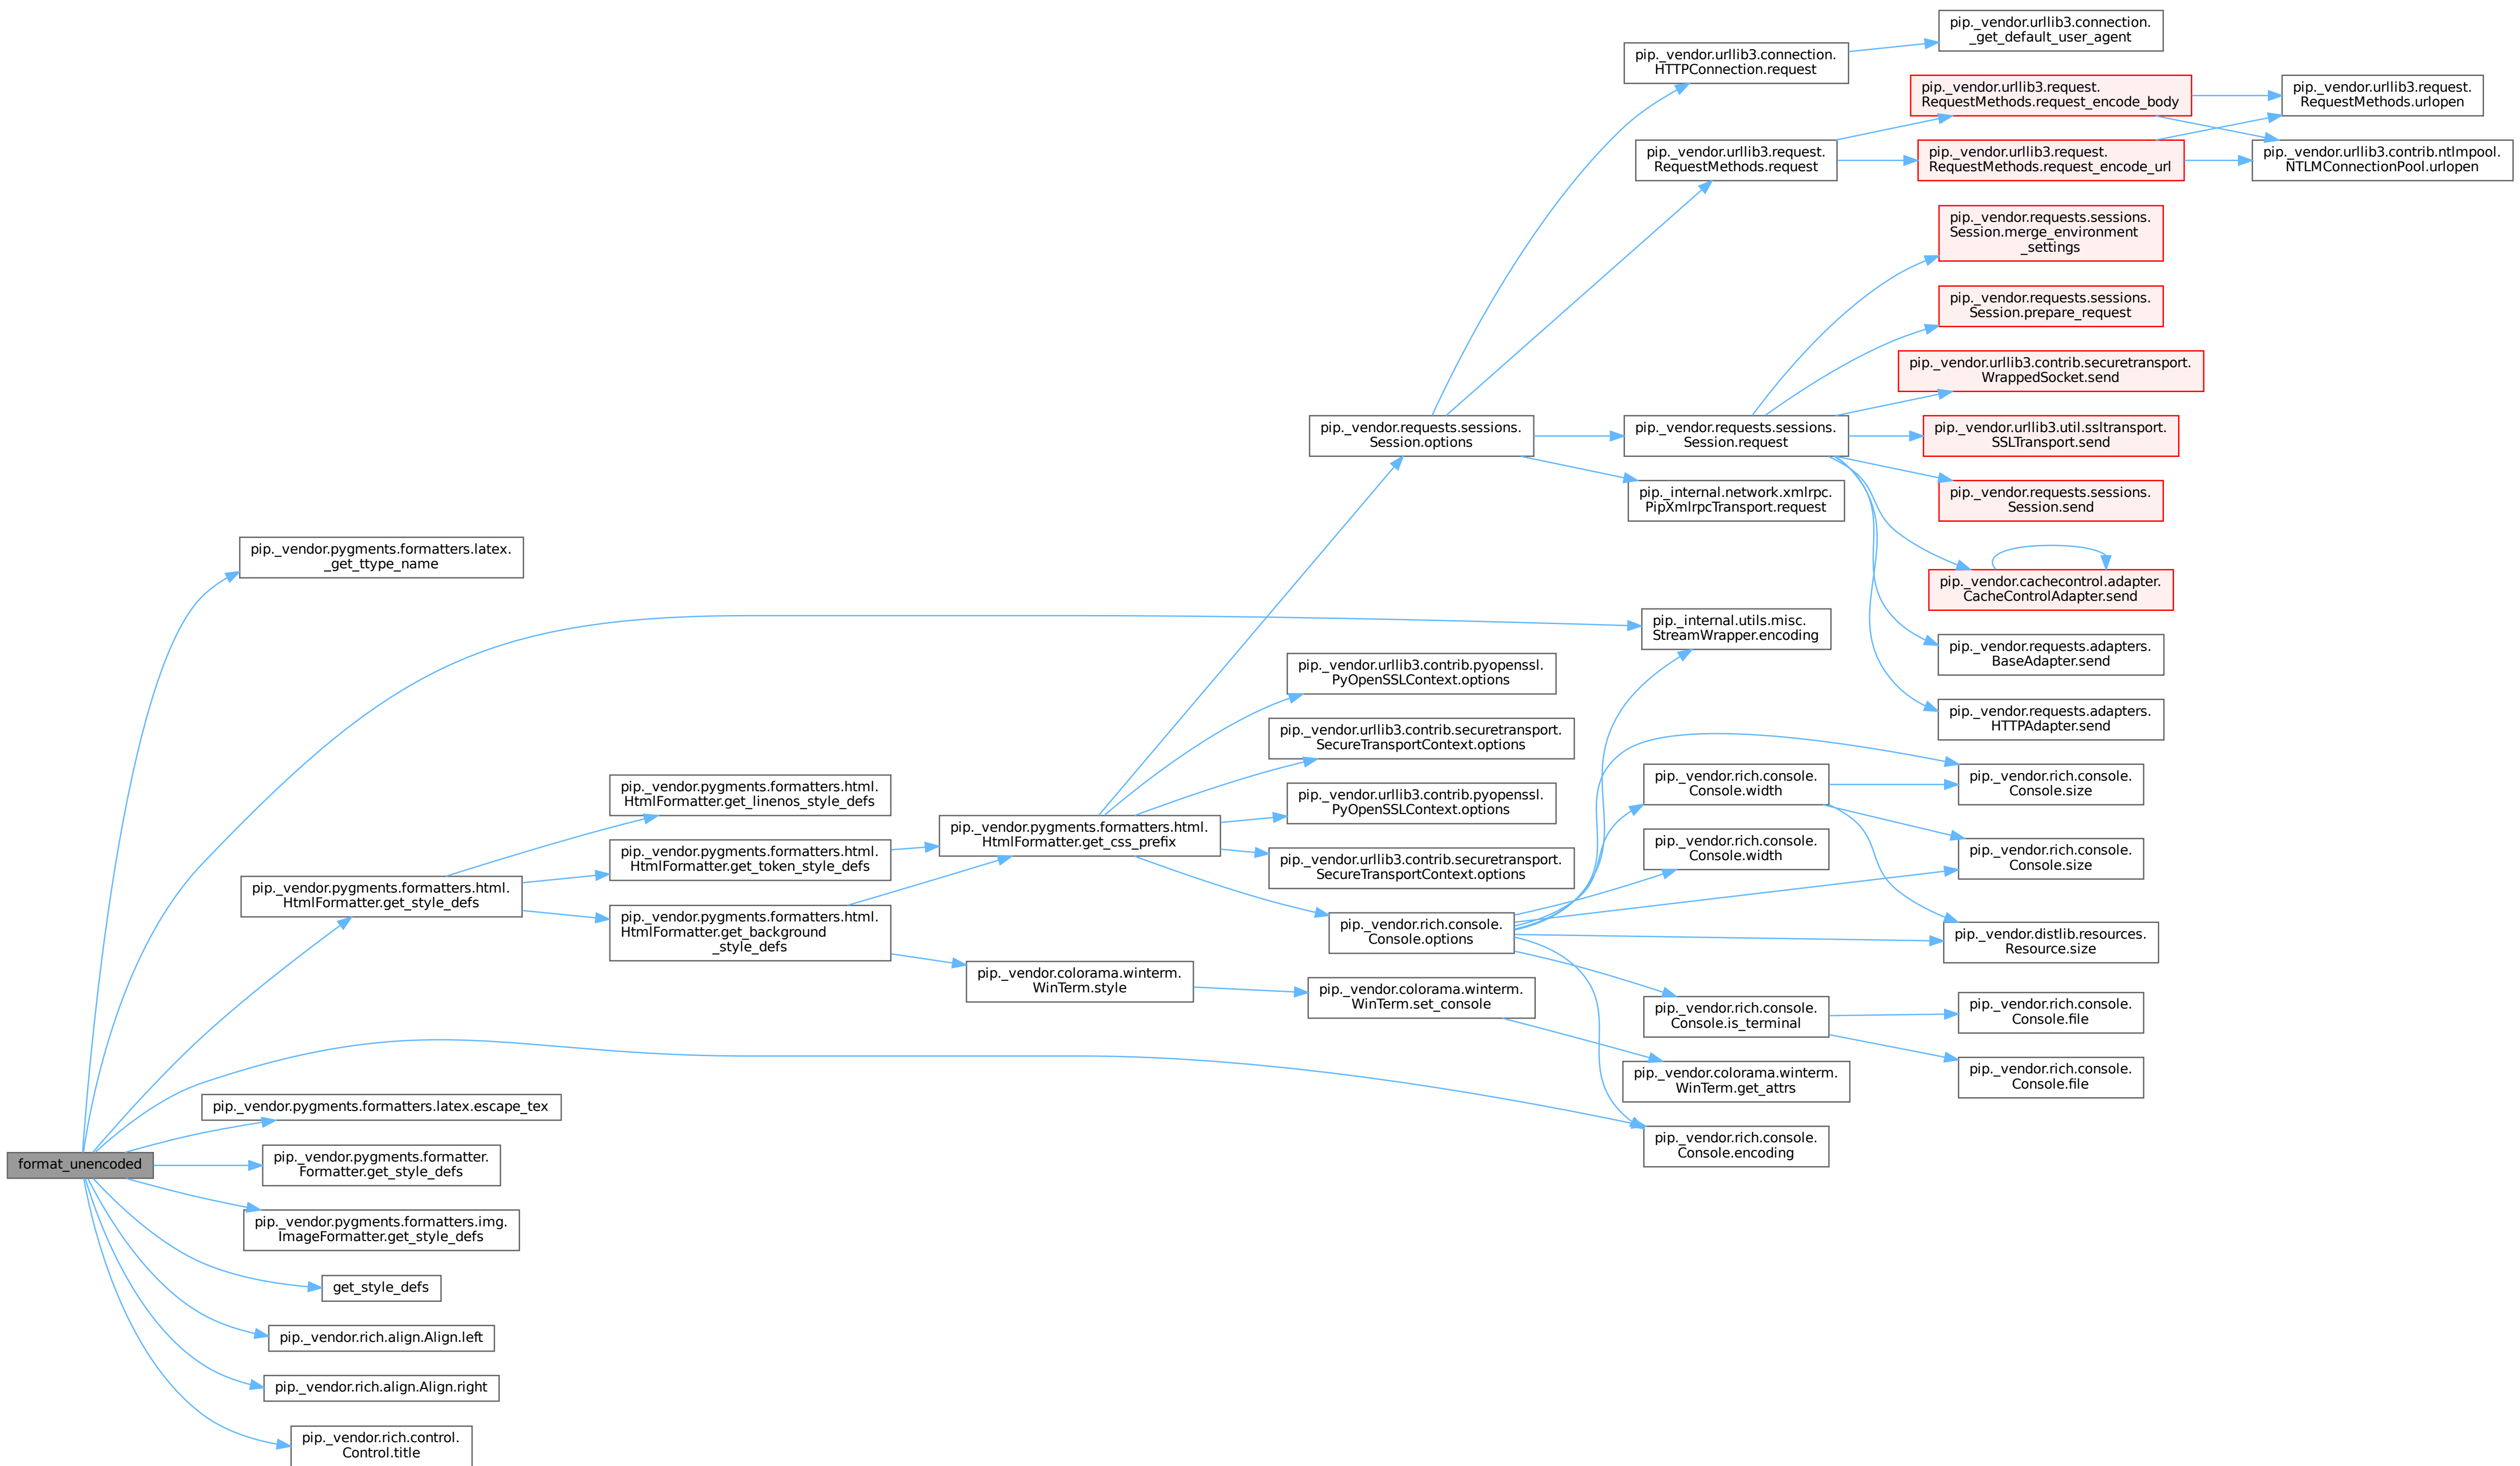 format_unencoded
pip._vendor.pygments.formatters.latex.
_get_ttype_name
pip._vendor.pygments.formatters.html.
HtmlFormatter.get_style_defs
pip._vendor.pygments.formatters.latex.escape_tex
pip._vendor.pygments.formatter.
Formatter.get_style_defs
pip._vendor.pygments.formatters.img.
ImageFormatter.get_style_defs
get_style_defs
pip._vendor.rich.align.Align.left
pip._vendor.rich.align.Align.right
pip._vendor.rich.control.
Control.title
pip._vendor.pygments.formatters.html.
HtmlFormatter.get_linenos_style_defs
pip._vendor.pygments.formatters.html.
HtmlFormatter.get_token_style_defs
pip._vendor.pygments.formatters.html.
HtmlFormatter.get_background
_style_defs
pip._vendor.pygments.formatters.html.
HtmlFormatter.get_css_prefix
pip._vendor.colorama.winterm.
WinTerm.style
pip._vendor.requests.sessions.
Session.options
pip._vendor.urllib3.contrib.pyopenssl.
PyOpenSSLContext.options
pip._vendor.urllib3.contrib.securetransport.
SecureTransportContext.options
pip._vendor.urllib3.contrib.pyopenssl.
PyOpenSSLContext.options
pip._vendor.urllib3.contrib.securetransport.
SecureTransportContext.options
pip._vendor.rich.console.
Console.options
pip._vendor.colorama.winterm.
WinTerm.set_console
pip._vendor.urllib3.connection.
HTTPConnection.request
pip._vendor.urllib3.request.
RequestMethods.request
pip._vendor.requests.sessions.
Session.request
pip._internal.network.xmlrpc.
PipXmlrpcTransport.request
pip._internal.utils.misc.
StreamWrapper.encoding
pip._vendor.rich.console.
Console.width
pip._vendor.rich.console.
Console.width
pip._vendor.rich.console.
Console.is_terminal
pip._vendor.colorama.winterm.
WinTerm.get_attrs
pip._vendor.rich.console.
Console.encoding
pip._vendor.urllib3.connection.
_get_default_user_agent
pip._vendor.urllib3.request.
RequestMethods.request_encode_body
pip._vendor.urllib3.request.
RequestMethods.request_encode_url
pip._vendor.requests.sessions.
Session.merge_environment
_settings
pip._vendor.requests.sessions.
Session.prepare_request
pip._vendor.urllib3.contrib.securetransport.
WrappedSocket.send
pip._vendor.urllib3.util.ssltransport.
SSLTransport.send
pip._vendor.requests.sessions.
Session.send
pip._vendor.cachecontrol.adapter.
CacheControlAdapter.send
pip._vendor.requests.adapters.
BaseAdapter.send
pip._vendor.requests.adapters.
HTTPAdapter.send
pip._vendor.rich.console.
Console.size
pip._vendor.rich.console.
Console.size
pip._vendor.distlib.resources.
Resource.size
pip._vendor.rich.console.
Console.file
pip._vendor.rich.console.
Console.file
pip._vendor.urllib3.request.
RequestMethods.urlopen
pip._vendor.urllib3.contrib.ntlmpool.
NTLMConnectionPool.urlopen